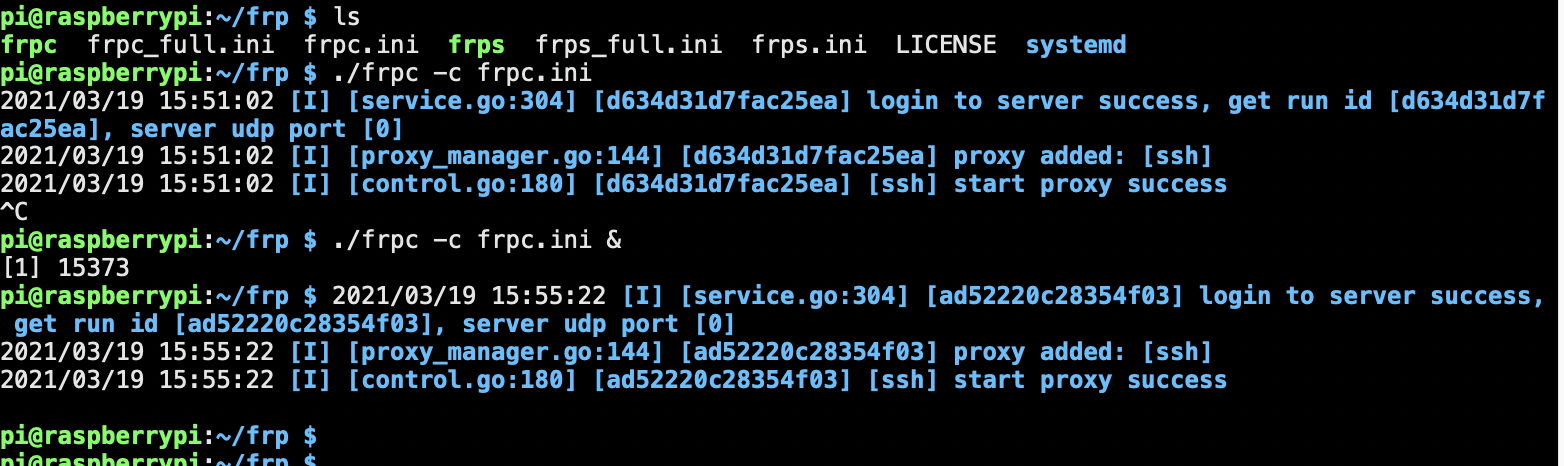 pi@raspberrypi:~/frp $ ls
frpc  frpc_full.ini  frpc.ini  frps  frps_full.ini  frps.ini  LICENSE  systemd
pi@raspberrypi:~/frp $ ./frpc -c frpc.ini
2021/03/19 15:51:02 [I] [service.go:304] [d634d31d7fac25ea] login to server success, get run id [d634d31d7f
ac25ea], server udp port [0]
2021/03/19 15:51:02 [I] [proxy_manager.go:144] [d634d31d7fac25ea] proxy added: [ssh]
2021/03/19 15:51:02 [I] [control.go:180] [d634d31d7fac25ea] [ssh] start proxy success
^C
pi@raspberrypi:~/frp $ ./frpc -c frpc.ini &
[1] 15373
pi@raspberrypi:~/frp $ 2021/03/19 15:55:22 [I] [service.go:304] [ad52220c28354f03] login to server success,
 get run id [ad52220c28354f03], server udp port [0]
2021/03/19 15:55:22 [I] [proxy_manager.go:144] [ad52220c28354f03] proxy added: [ssh]
2021/03/19 15:55:22 [I] [control.go:180] [ad52220c28354f03] [ssh] start proxy success
pi@raspberrypi:~/frp $
pi@raspberrypi:~/frp $